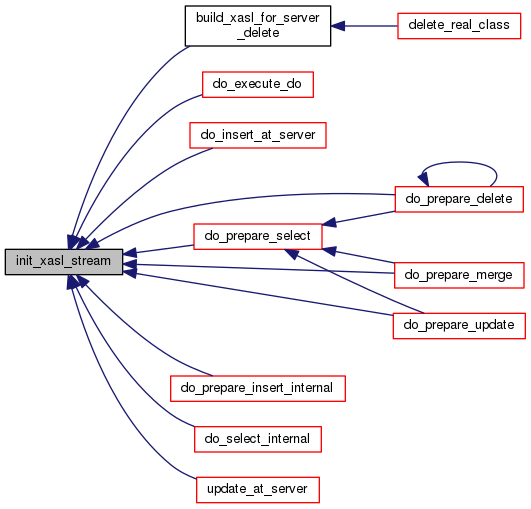 build_xasl_for_server
_delete
delete_real_class
do_execute_do
do_insert_at_server
do_prepare_delete
do_prepare_select
init_xasl_stream
do_prepare_merge
do_prepare_update
do_prepare_insert_internal
do_select_internal
update_at_server